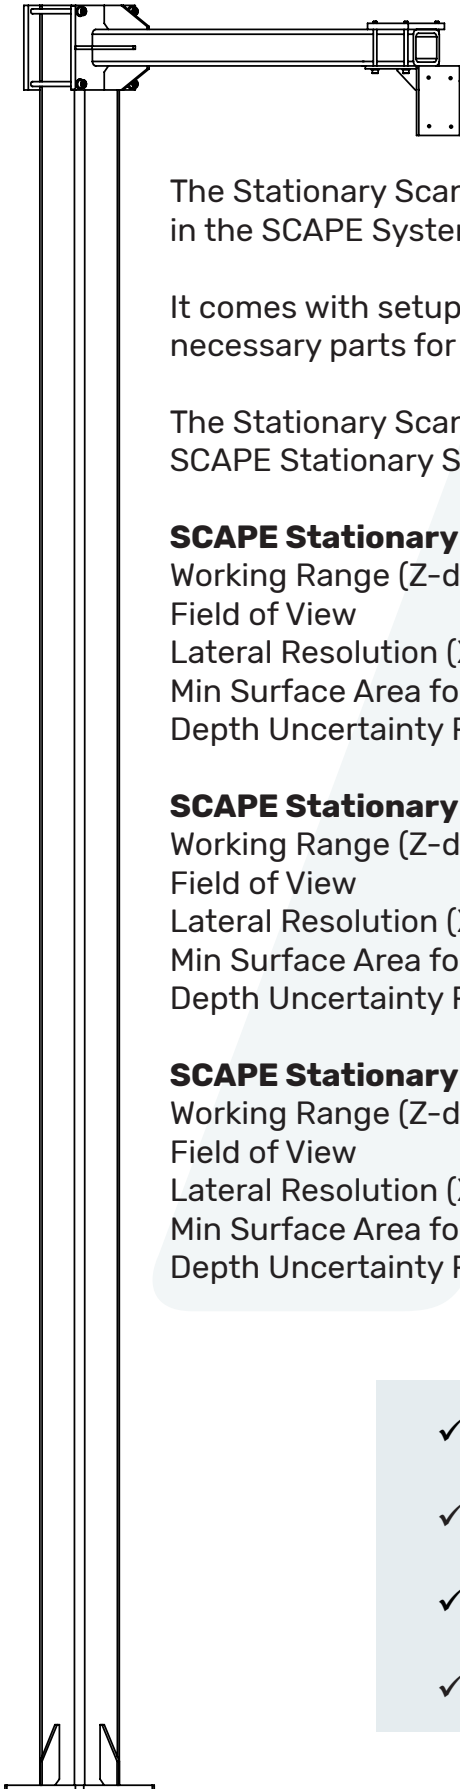 The Stationary Scan
in the SCAPE System
It comes with setup
necessary parts for
The Stationary Scan
SCAPE Stationary S
SCAPE Stationary
Working Range (Z-d
Field of View
Lateral Resolution (
Min Surface Area fo
Depth Uncertainty
SCAPE Stationary
Working Range (Z-d
Field of View
Lateral Resolution (
Min Surface Area fo
Depth Uncertainty
SCAPE Stationary
Working Range (Z-d
Field of View
Lateral Resolution (
Min Surface Area fo
Depth Uncertainty
✓
✓
✓
✓